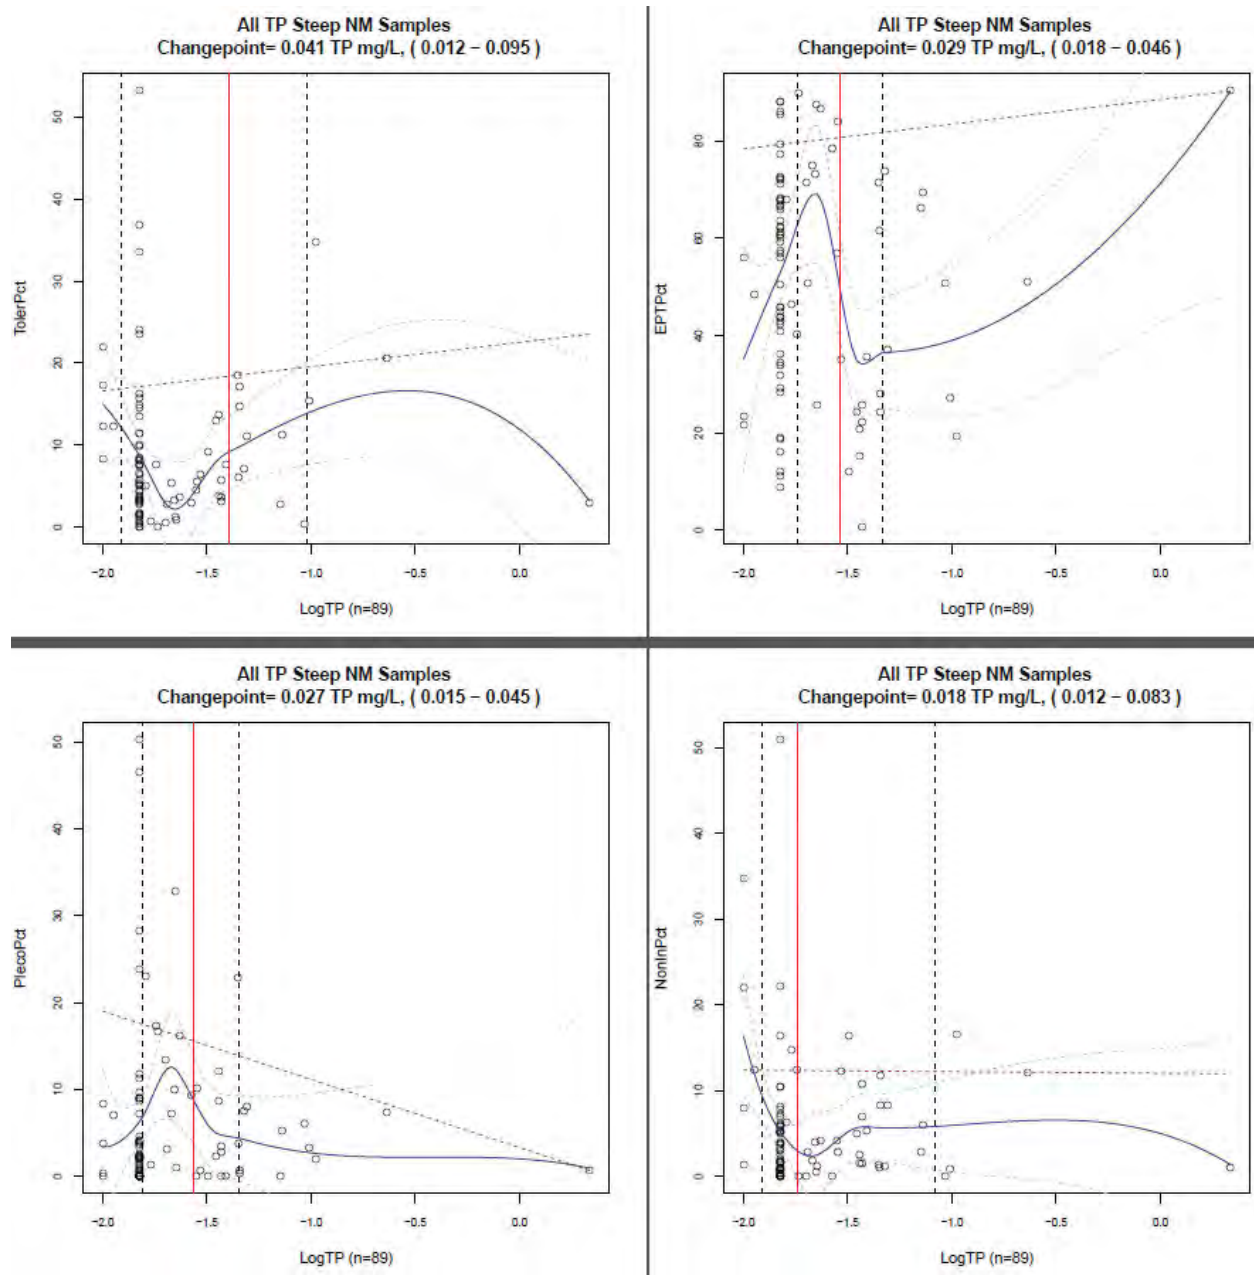 All TP Steep NM Samples
Changepoint= 0.041 TP mg/L, ( 0.012 − 0.095 )
TolerPct
60
50
40
30
20
10
0
−2.0 −1.5 −1.0 −0.5 0.0
LogTP (n=89)
All TP Steep NM Samples
Changepoint= 0.029 TP mg/L, ( 0.018 − 0.046 )
EPTPct
80
60
40
20
0
−2.0 −1.5 −1.0 −0.5 0.0
LogTP (n=89)
All TP Steep NM Samples
Changepoint= 0.027 TP mg/L, ( 0.015 − 0.045 )
PlecoPct
50
40
30
20
10
0
−2.0 −1.5 −1.0 −0.5 0.0
LogTP (n=89)
All TP Steep NM Samples
Changepoint= 0.018 TP mg/L, ( 0.012 − 0.083 )
NonInPct
50
40
30
20
10
0
−2.0 −1.5 −1.0 −0.5 0.0
LogTP (n=89)